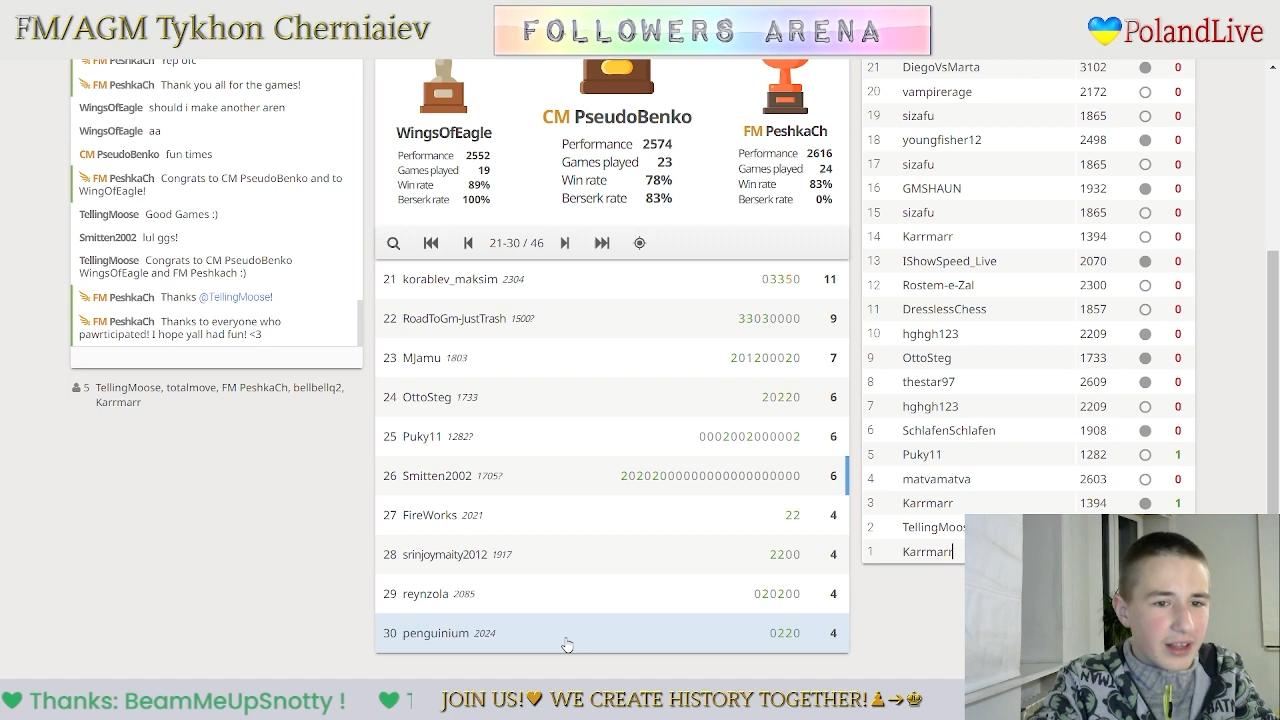 FM/AGM Tykhon Cherniaiev
FOLLOWERS ARENA
PolandLive
FM PeshkaCh Yep ofc
FM PeshkaCh Thank you all for the games!
WingsOfEagle should i make another aren
WingsOfEagle aa
CM PseudoBenko fun times
FM PeshkaCh Congrats to CM PseudoBenko and to
WingOfEagle!
TellingMoose Good Games :)
Smitten2002 lul ggs!
TellingMoose Congrats to CM PseudoBenko
WingsOfEagle and FM Peshkach :)
FM PeshkaCh Thanks @TellingMoose!
FM PeshkaCh Thanks to everyone who
pawrticipated! I hope yall had fun! <3
5 TellingMoose, totalmove, FM PeshkaCh, bellbellq2,
Karrmarr
WingsOfEagle
Performance 2552
Games played 19
Win rate 89%
Berserk rate 100%
CM PseudoBenko
Performance 2574
Games played 23
Win rate 78%
Berserk rate 83%
FM PeshkaCh
Performance 2616
Games played 24
Win rate 83%
Berserk rate 0%
21-30 / 46
21 korablev_maksim 2304 03350 11
22 RoadToGm-JustTrash 1500? 33030000 9
23 MJamu 1803 201200020 7
24 OttoSteg 1733 20220 6
25 Puky11 1282? 0002002000002 6
26 Smitten2002 1705? 2020200000000000000000 6
27 FireWorks 2021 22 4
28 srinjoymaity2012 1917 2200 4
29 reynzola 2085 020200 4
30 penguinium 2024 0220 4
21 DiegoVsMarta 3102 0
20 vampirerage 2172 0
19 sizafu 1865 0
18 youngfisher12 2498 0
17 sizafu 1865 0
16 GMSHAUN 1932 0
15 sizafu 1865 0
14 Karrmarr 1394 0
13 IShowSpeed_Live 2070 0
12 Rostem-e-Zal 2300 0
11 DresslessChess 1857 0
10 hghgh123 2209 0
9 OttoSteg 1733 0
8 thestar97 2609 0
7 hghgh123 2209 0
6 SchlafenSchlafen 1908 0
5 Puky11 1282 1
4 matvamatva 2603 0
3 Karrmarr 1394 1
2 TellingMoos
1 Karrmarr
Thanks: BeamMeUpSnotty !
JOIN US!♥ WE CREATE HISTORY TOGETHER!♟→♚